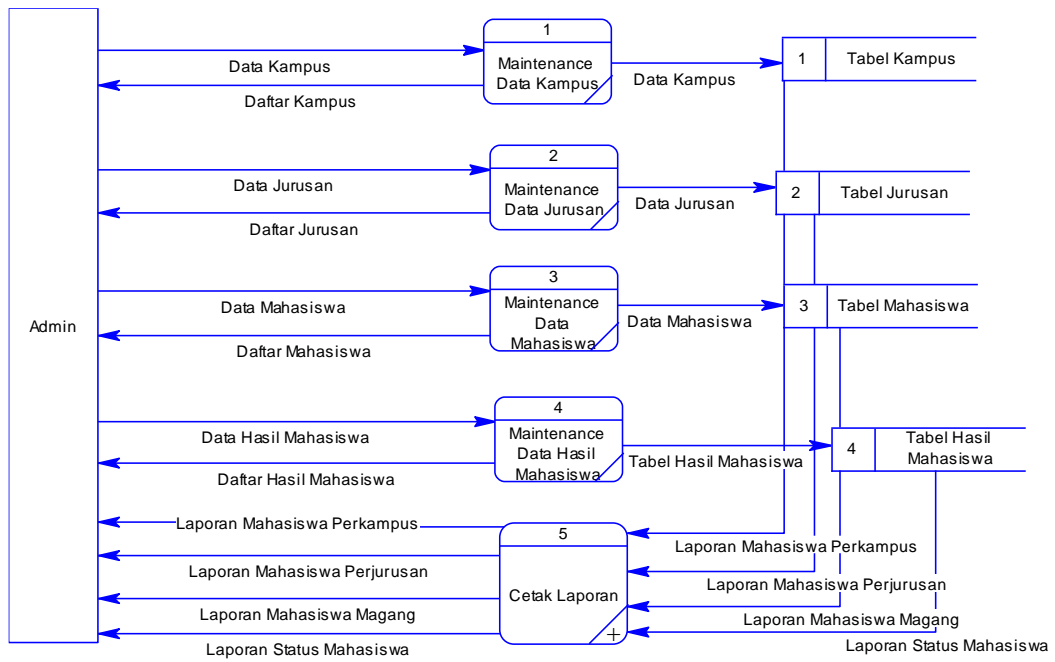 1
Maintenance
Data Kampus
Data Kampus
Daftar Kampus
Data Kampus
1
Tabel Kampus
2
Maintenance
Data Jurusan
Data Jurusan
Daftar Jurusan
Data Jurusan
2
Tabel Jurusan
Admin
3
Maintenance
Data
Mahasiswa
Data Mahasiswa
Daftar Mahasiswa
Data Mahasiswa
3
Tabel Mahasiswa
4
Maintenance
Data Hasil
Mahasiswa
Data Hasil Mahasiswa
Daftar Hasil Mahasiswa
Tabel Hasil Mahasiswa
4
Tabel Hasil
Mahasiswa
Laporan Mahasiswa Perkampus
Laporan Mahasiswa Perjurusan
Laporan Mahasiswa Magang
Laporan Status Mahasiswa
5
Cetak Laporan
Laporan Mahasiswa Perkampus
Laporan Mahasiswa Perjurusan
Laporan Mahasiswa Magang
Laporan Status Mahasiswa